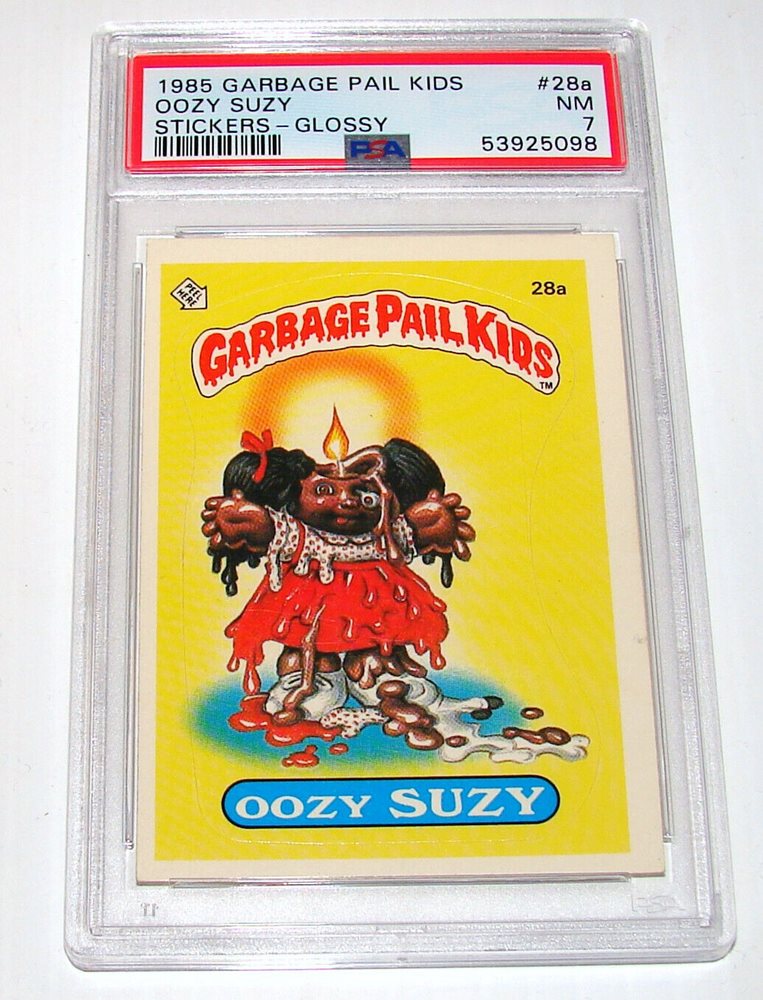 1985 GARBAGE PAIL KIDS #28a
OOZY SUZY NM
STICKERS – GLOSSY 7
PSA 53925098
PEEL HERE
28a
GARBAGE PAIL KIDS
TM
OOZY SUZY
PSA